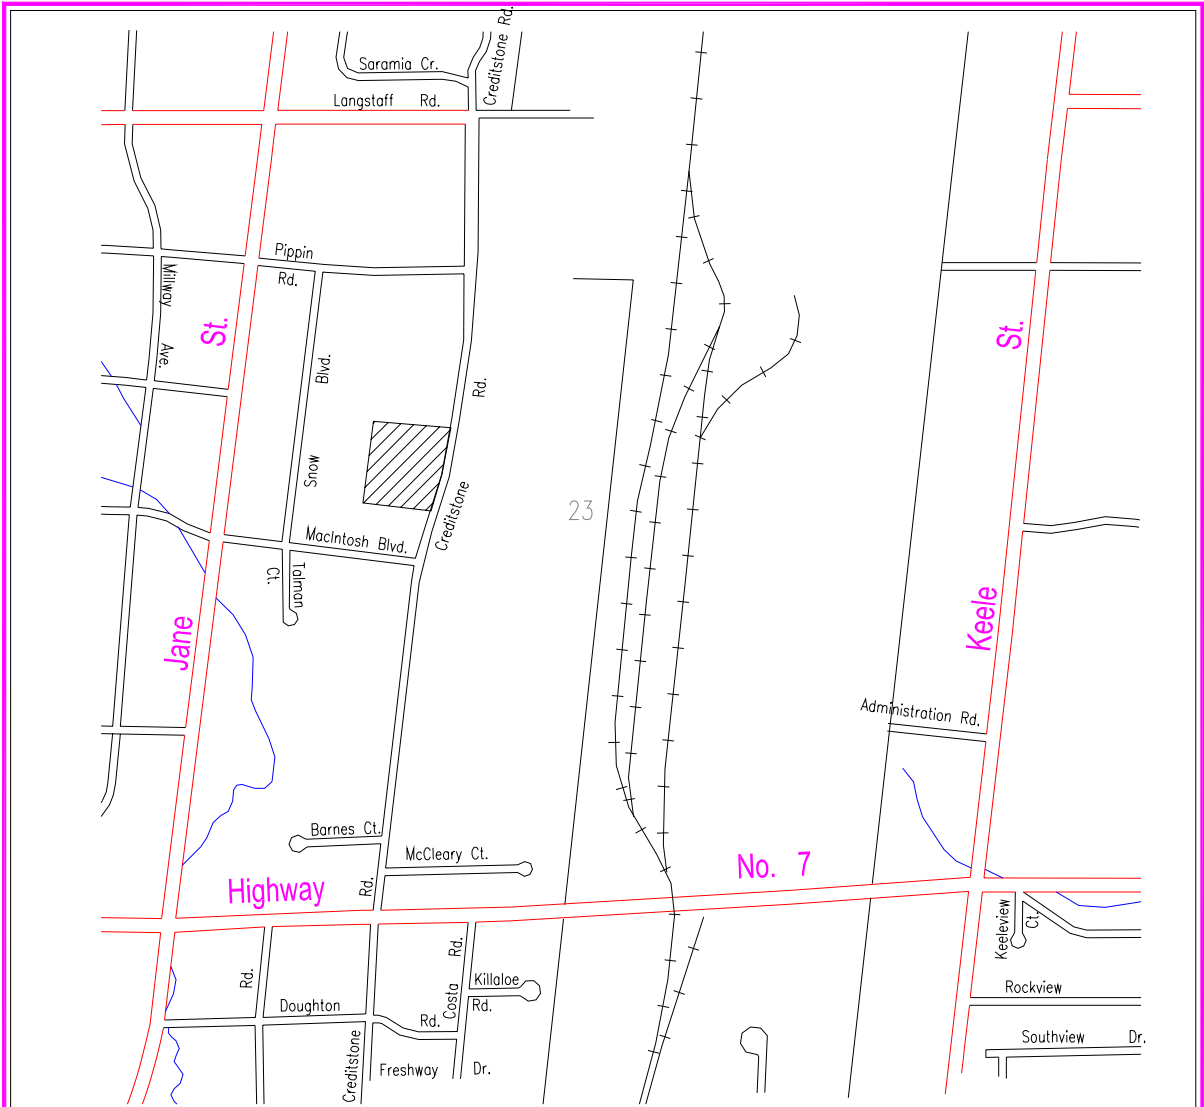 Creditstone Rd.
Saramia Cr.
Langstaff Rd.
Pippin
Rd.
Millway
Ave.
St.
Blvd.
Snow
Rd.
Creditstone
St.
23
MacIntosh Blvd.
Talman
Ct.
Jane
Keele
Administration Rd.
Barnes Ct.
McCleary Ct.
Rd.
Highway
No. 7
Keeleview
Ct.
Rd.
Rd.
Costa
Killaloe
Rd.
Doughton
Rd.
Rockview
Southview Dr.
Creditstone
Freshway Dr.